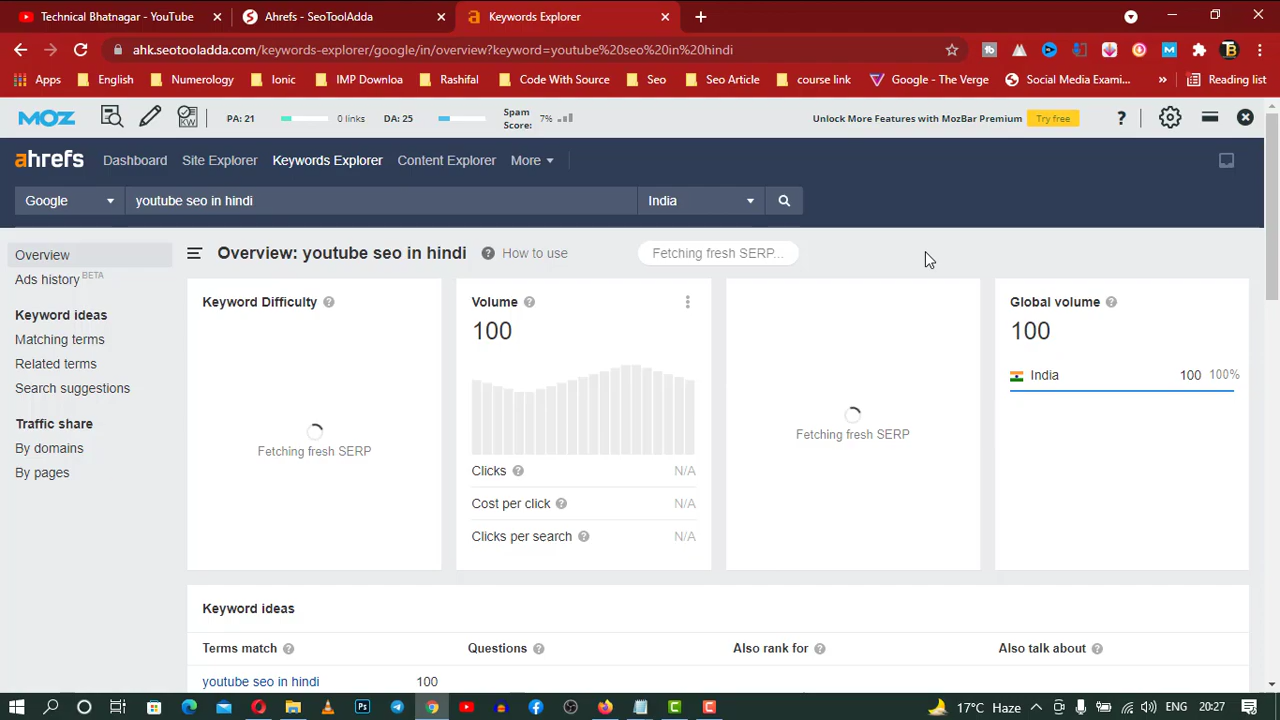 Technical Bhatnagar - YouTube
Ahrefs - SeoToolAdda
Keywords Explorer
ahk.seotooladda.com/keywords-explorer/google/in/overview?keyword=youtube%20seo%20in%20hindi
Apps English Numerology Ionic IMP Downloa Rashifal Code With Source Seo Seo Article course link Google - The Verge Social Media Exami... » Reading list
MOZ PA: 21 0 links DA: 25 Spam Score: 7% Unlock More Features with MozBar Premium Try free ?
ahrefs Dashboard Site Explorer Keywords Explorer Content Explorer More
Google youtube seo in hindi India
Overview
Ads history BETA
Keyword ideas
Matching terms
Related terms
Search suggestions
Traffic share
By domains
By pages
Overview: youtube seo in hindi ? How to use Fetching fresh SERP...
Keyword Difficulty ?
Fetching fresh SERP
Volume ?
100
Clicks ? N/A
Cost per click ? N/A
Clicks per search ? N/A
Fetching fresh SERP
Global volume ?
100
India 100 100%
Keyword ideas
Terms match ? Questions ? Also rank for ? Also talk about ?
youtube seo in hindi 100
17°C Haze ENG 20:27